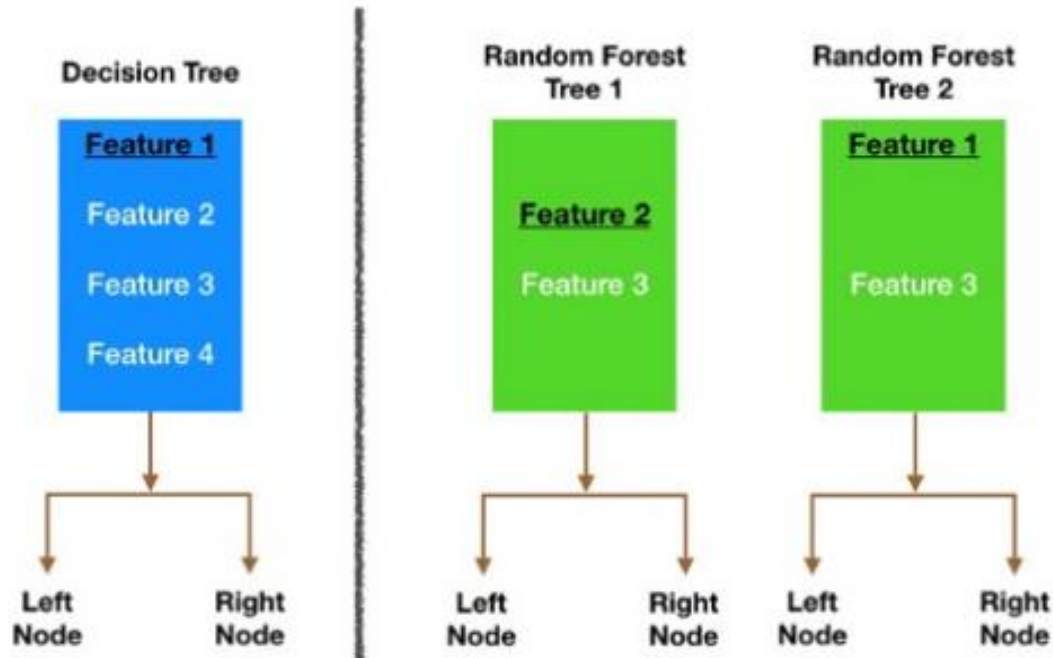 Decision Tree
Feature 1
Feature 2
Feature 3
Feature 4
Left
Node
Right
Node
Random Forest
Tree 1
Feature 2
Feature 3
Left
Node
Right
Node
Random Forest
Tree 2
Feature 1
Feature 3
Left
Node
Right
Node